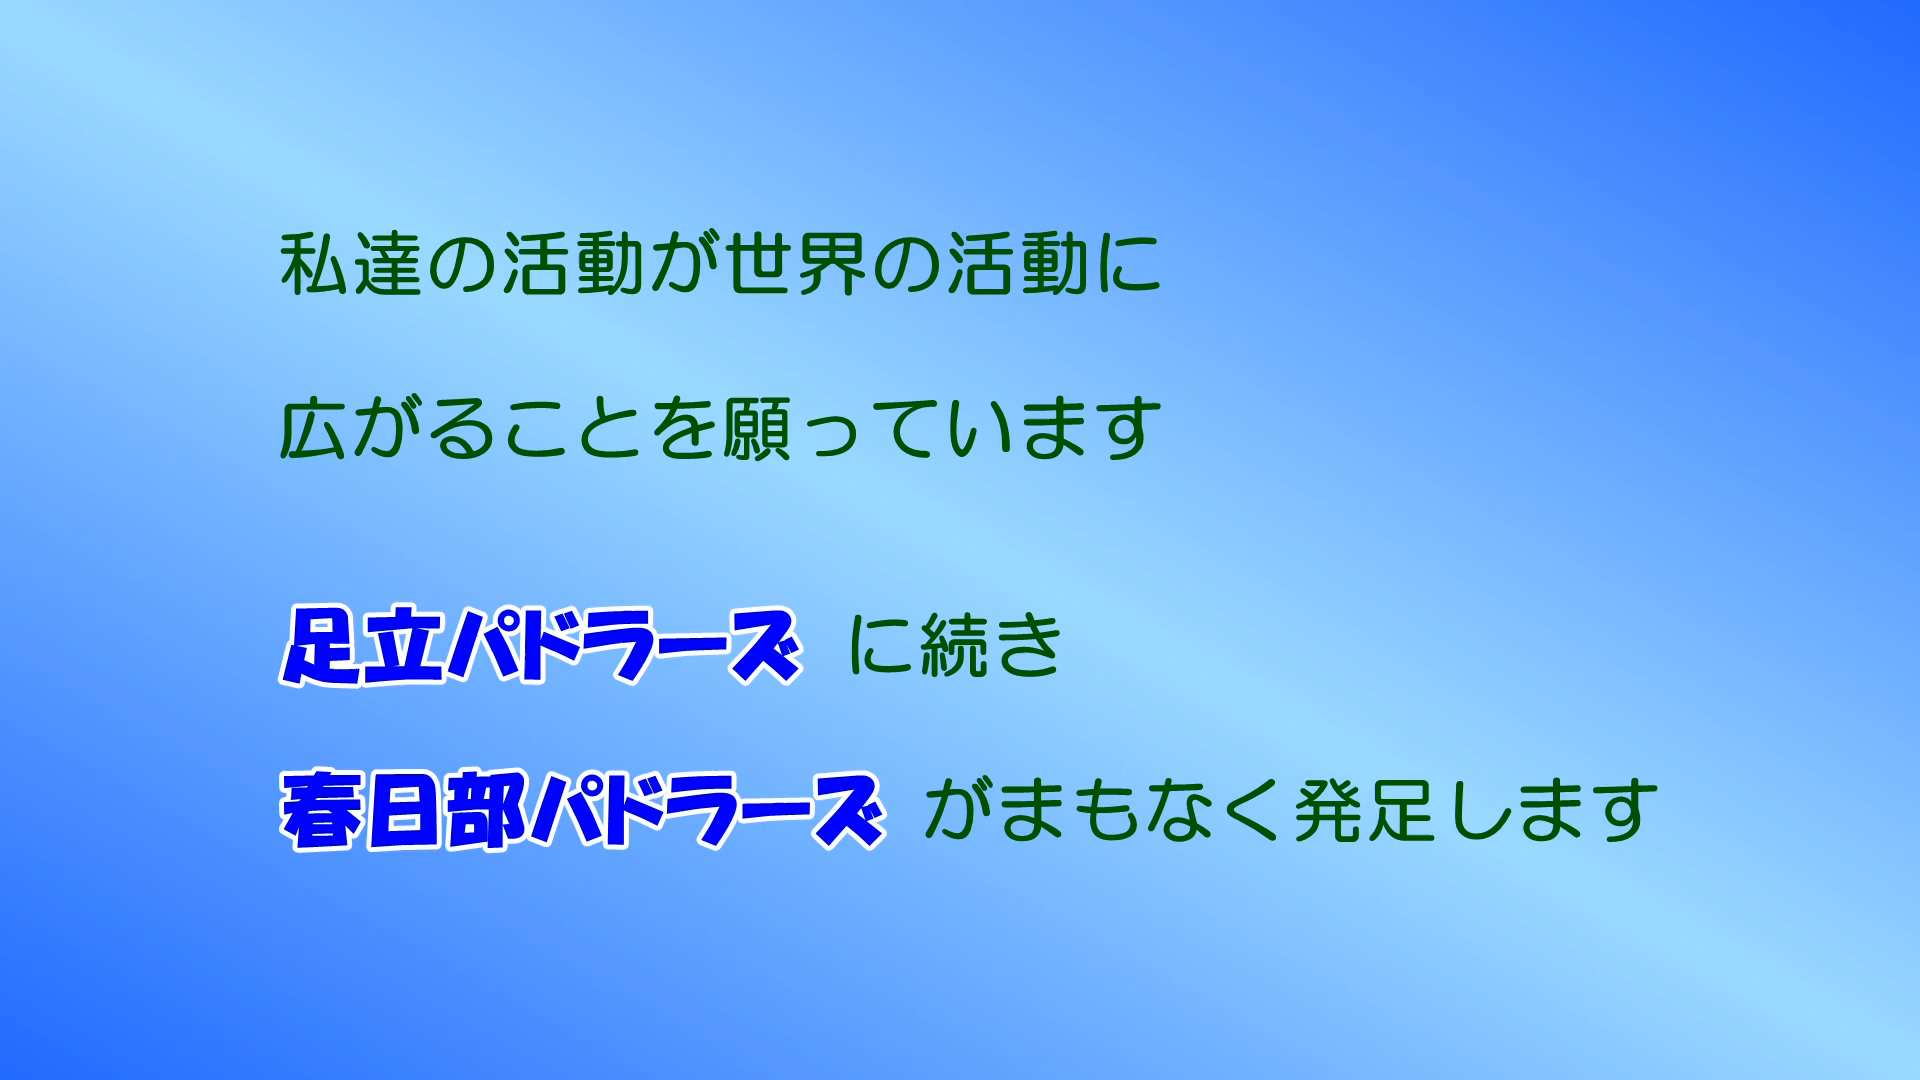 私達の活動が世界の活動に
広がることを願っています
足立パドラーズ に続き
春日部パドラーズ がまもなく発足します